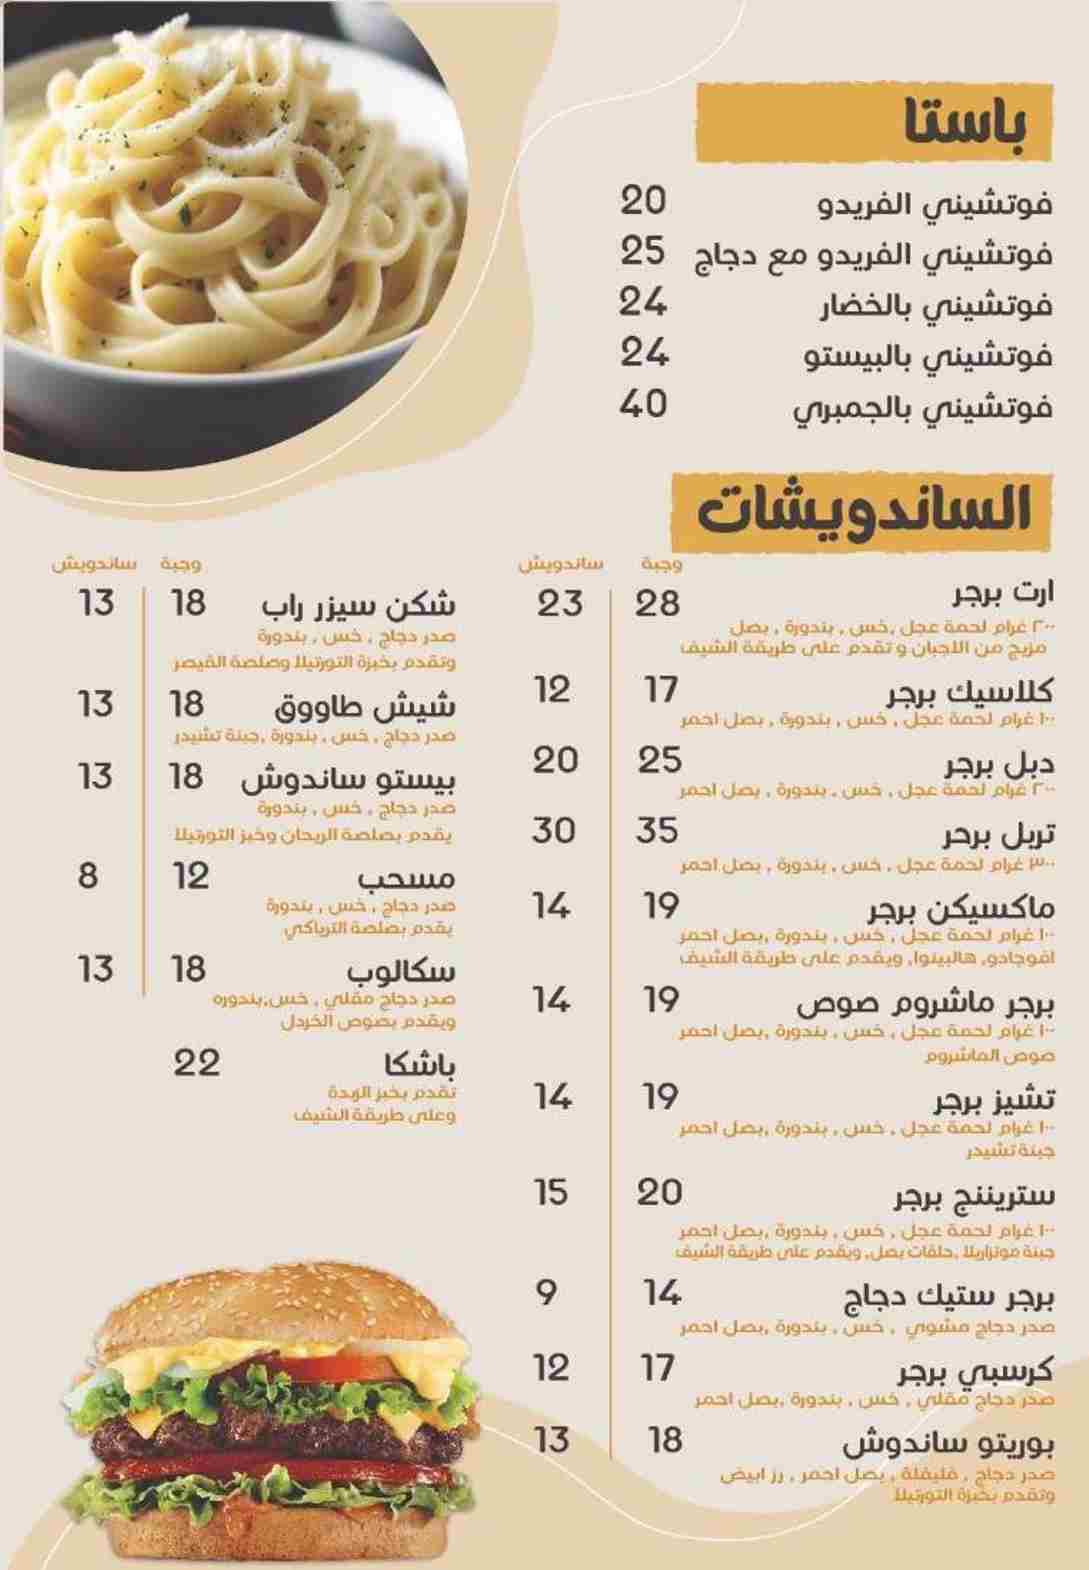 باستا
فوتشيني الفريدو 20
فوتشيني الفريدو مع دجاج 25
فوتشيني بالخضار 24
فوتشيني بالبيستو 24
فوتشيني بالجمبري 40
الساندويشات
وجبة ساندويش
ارت برجر 28 23
٢٠٠ غرام لحمة عجل ,خس , بندورة , بصل
مزيج من الاجبان و تقدم على طريقة الشيف
كلاسيك برجر 17 12
١٠٠ غرام لحمة عجل , خس , بندورة , بصل احمر
دبل برجر 25 20
٢٠٠ غرام لحمة عجل , خس , بندورة , بصل احمر
تربل برحر 35 30
٣٠٠ غرام لحمة عجل , خس , بندورة , بصل احمر
ماكسيكن برجر 19 14
١٠٠ غرام لحمة عجل , خس , بندورة ,بصل احمر
افوجادو, هالبينوا, ويقدم على طريقة الشيف
برجر ماشروم صوص 19 14
١٠٠ غرام لحمة عجل , خس , بندورة ,بصل احمر
صوص الماشروم
تشيز برجر 19 14
١٠٠ غرام لحمة عجل , خس , بندورة ,بصل احمر
جبنة تشيدر
ستريننج برجر 20 15
١٠٠ غرام لحمة عجل , خس , بندورة ,بصل احمر
جبنة موتزاريلا ,حلقات بصل, ويقدم على طريقة الشيف
برجر ستيك دجاج 14 9
صدر دجاج مشوي , خس , بندورة ,بصل احمر
كرسبي برجر 17 12
صدر دجاج مقلي , خس , بندورة ,بصل احمر
بوريتو ساندوش 18 13
صدر دجاج , فليفلة , بصل احمر , رز ابيض
وتقدم بخبزة التورتيلا
وجبة ساندويش
شكن سيزر راب 18 13
صدر دجاج , خس , بندورة
وتقدم بخبزة التورتيلا وصلصة القيصر
شيش طاووق 18 13
صدر دجاج , خس , بندورة ,جبنة تشيدر
بيستو ساندوش 18 13
صدر دجاج , خس , بندورة
يقدم بصلصة الريحان وخبز التورتيلا
مسحب 12 8
صدر دجاج , خس , بندورة
يقدم بصلصة الترياكي
سكالوب 18 13
صدر دجاج مقلي , خس,بندوره
ويقدم بصوص الخردل
باشكا 22
تقدم بخبز الزبدة
وعلى طريقة الشيف